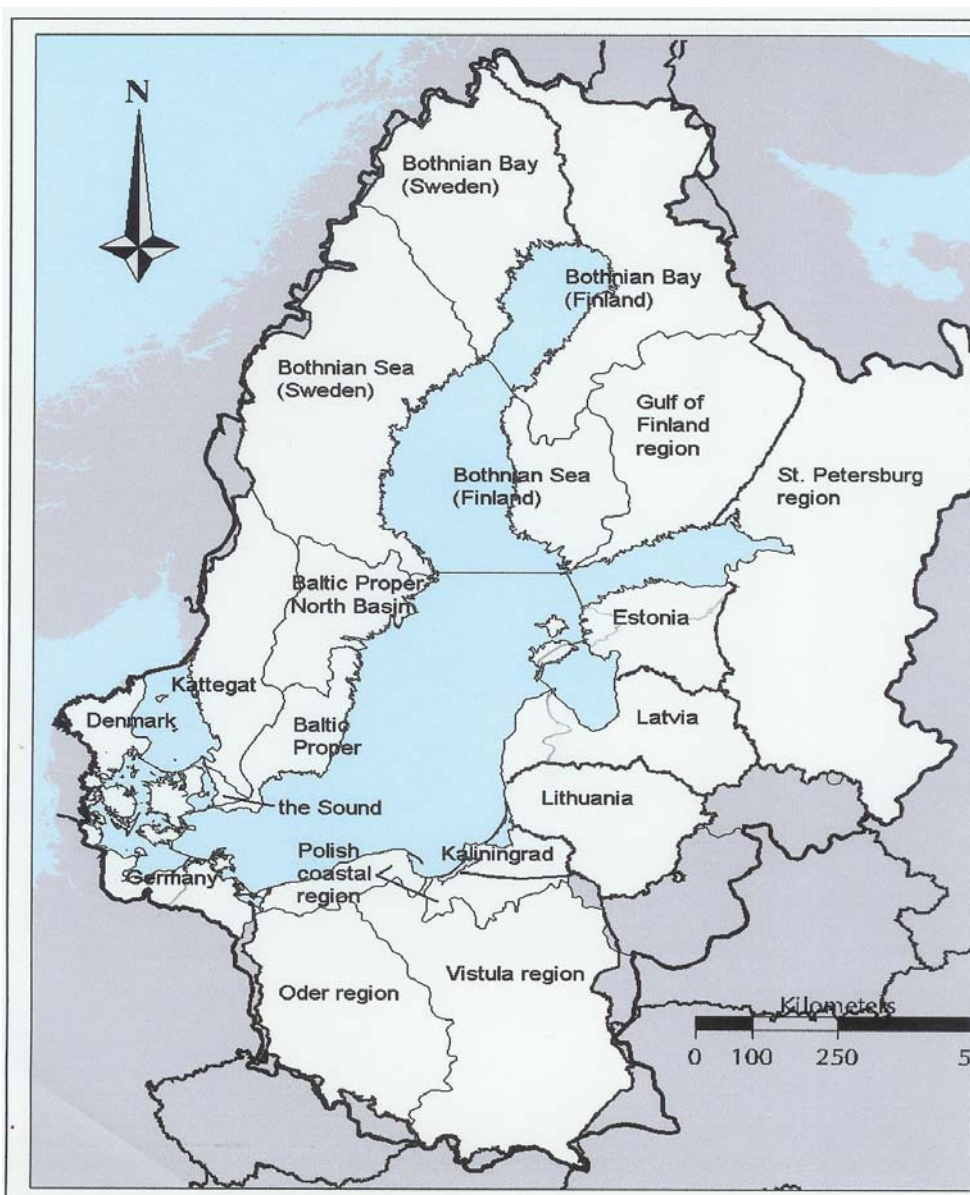 N
Bothnian Bay
(Sweden)
Bothnian Bay
(Finland)
Bothnian Sea
(Sweden)
Gulf of
Finland
region
Bothnian Sea
(Finland)
St. Petersburg
region
Baltic Proper
North Basin
Estonia
Kattegat
Denmark
Baltic
Proper
Latvia
the Sound
Lithuania
Polish
coastal
region
Kaliningrad
Germany
Vistula region
Oder region
Kilometers
0 100 250 5